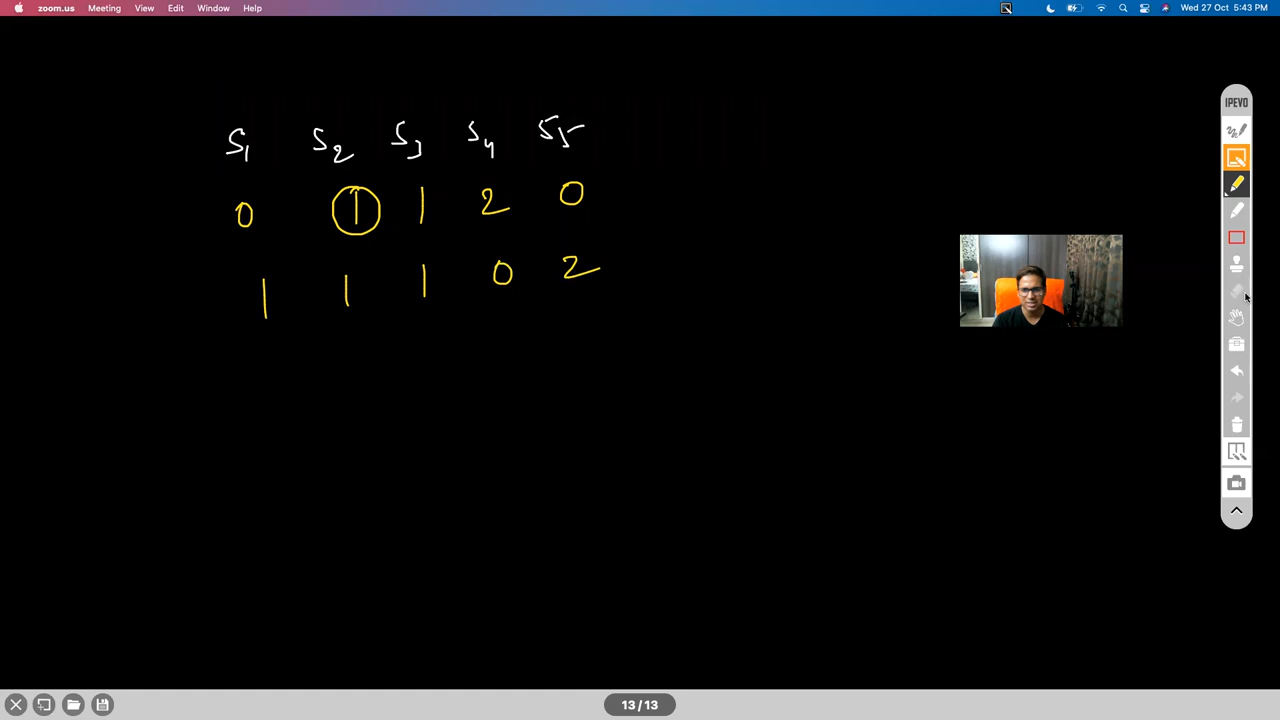 zoom.us Meeting View Edit Window Help Wed 27 Oct 5:43 PM
IPEVO
S1 S2 S3 S4 S5
0 1 1 2 0
1 1 1 0 2
13/13